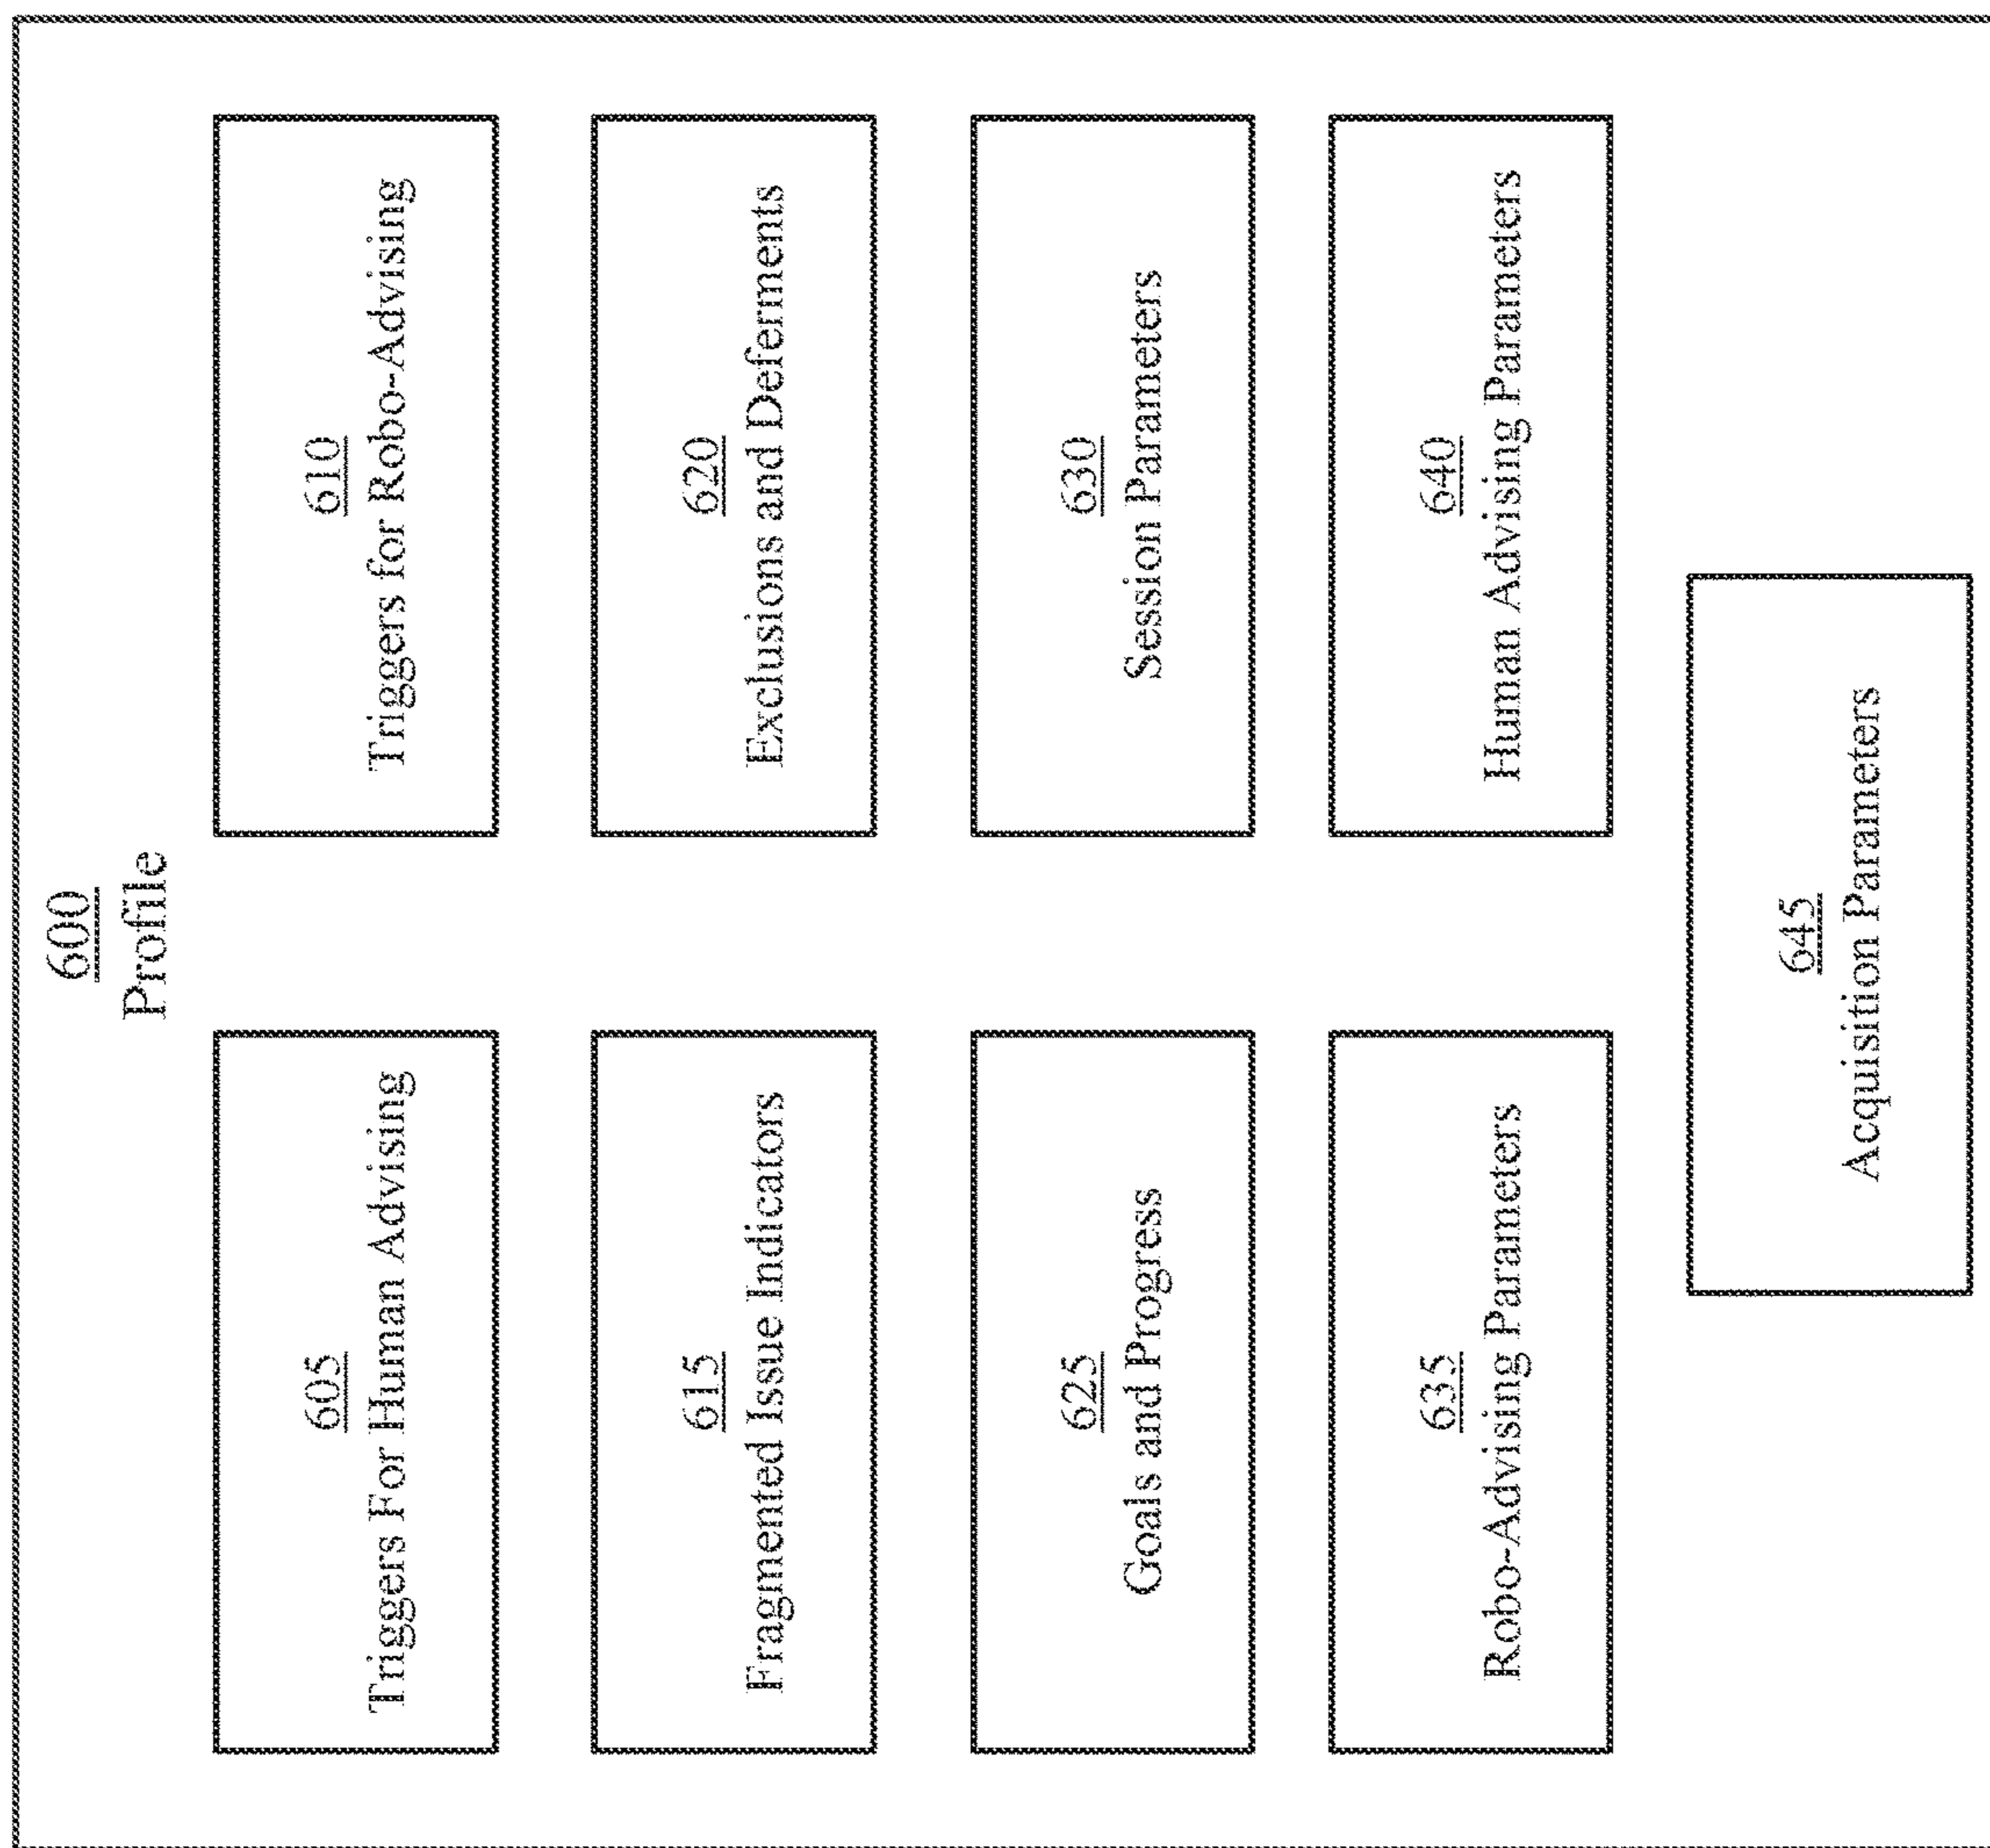 600
Profile
605
Triggers For Human Advising
610
Triggers for Robo-Advising
615
Fragmented Issue Indicators
620
Exclusions and Deferments
625
Goals and Progress
630
Session Parameters
635
Robo-Advising Parameters
640
Human Advising Parameters
645
Acquisition Parameters